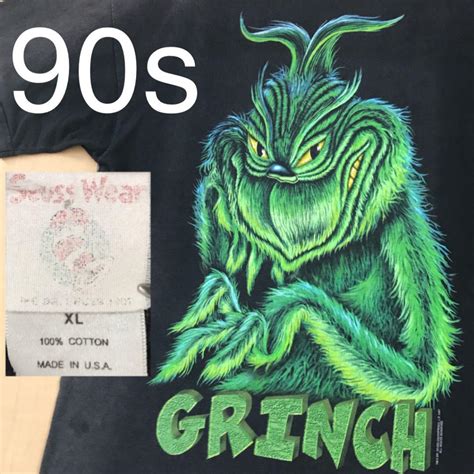 90s
Seuss Wear
XL
100% COTTON
MADE IN U.S.A.
GRINCH